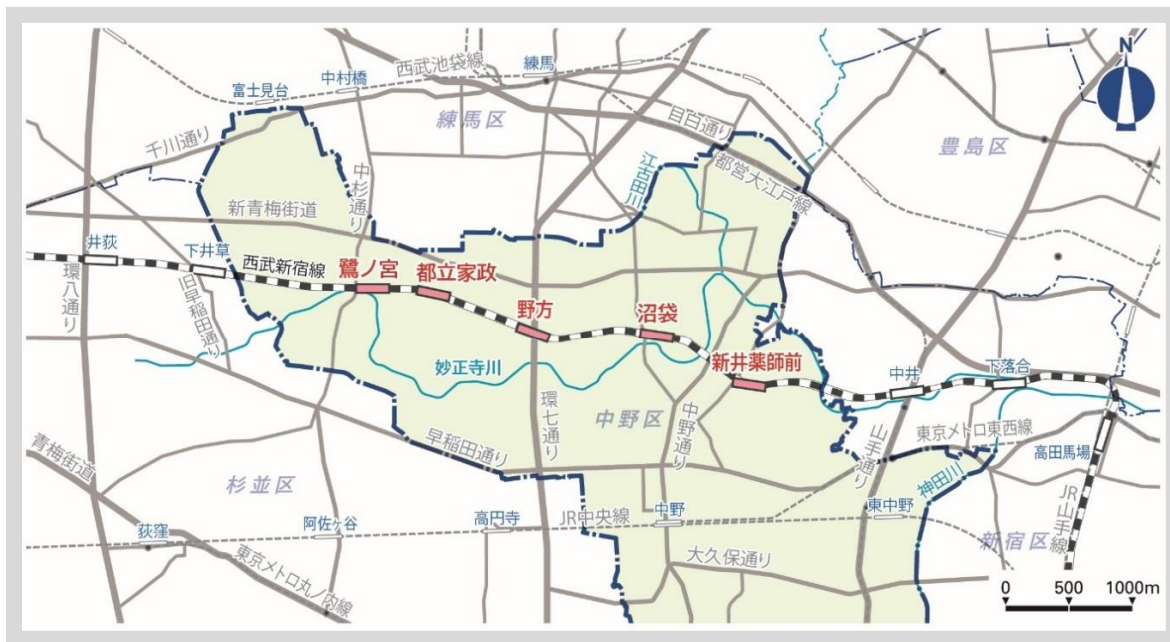 N
西武池袋線
練馬
中村橋
富士見台
練馬区
目白通り
豊島区
千川通り
中杉通り
江古田川
都営大江戸線
新青梅街道
井荻
下井草
西武新宿線
鷺ノ宮
都立家政
野方
沼袋
新井薬師前
環八通り
旧早稲田通り
妙正寺川
中井
下落合
中野区
環七通り
中野通り
山手通り
東京メトロ東西線
高田馬場
早稲田通り
青梅街道
杉並区
神田川
JR山手線
荻窪
阿佐ヶ谷
高円寺
JR中央線
中野
東中野
新宿区
大久保通り
東京メトロ丸ノ内線
0 500 1000m